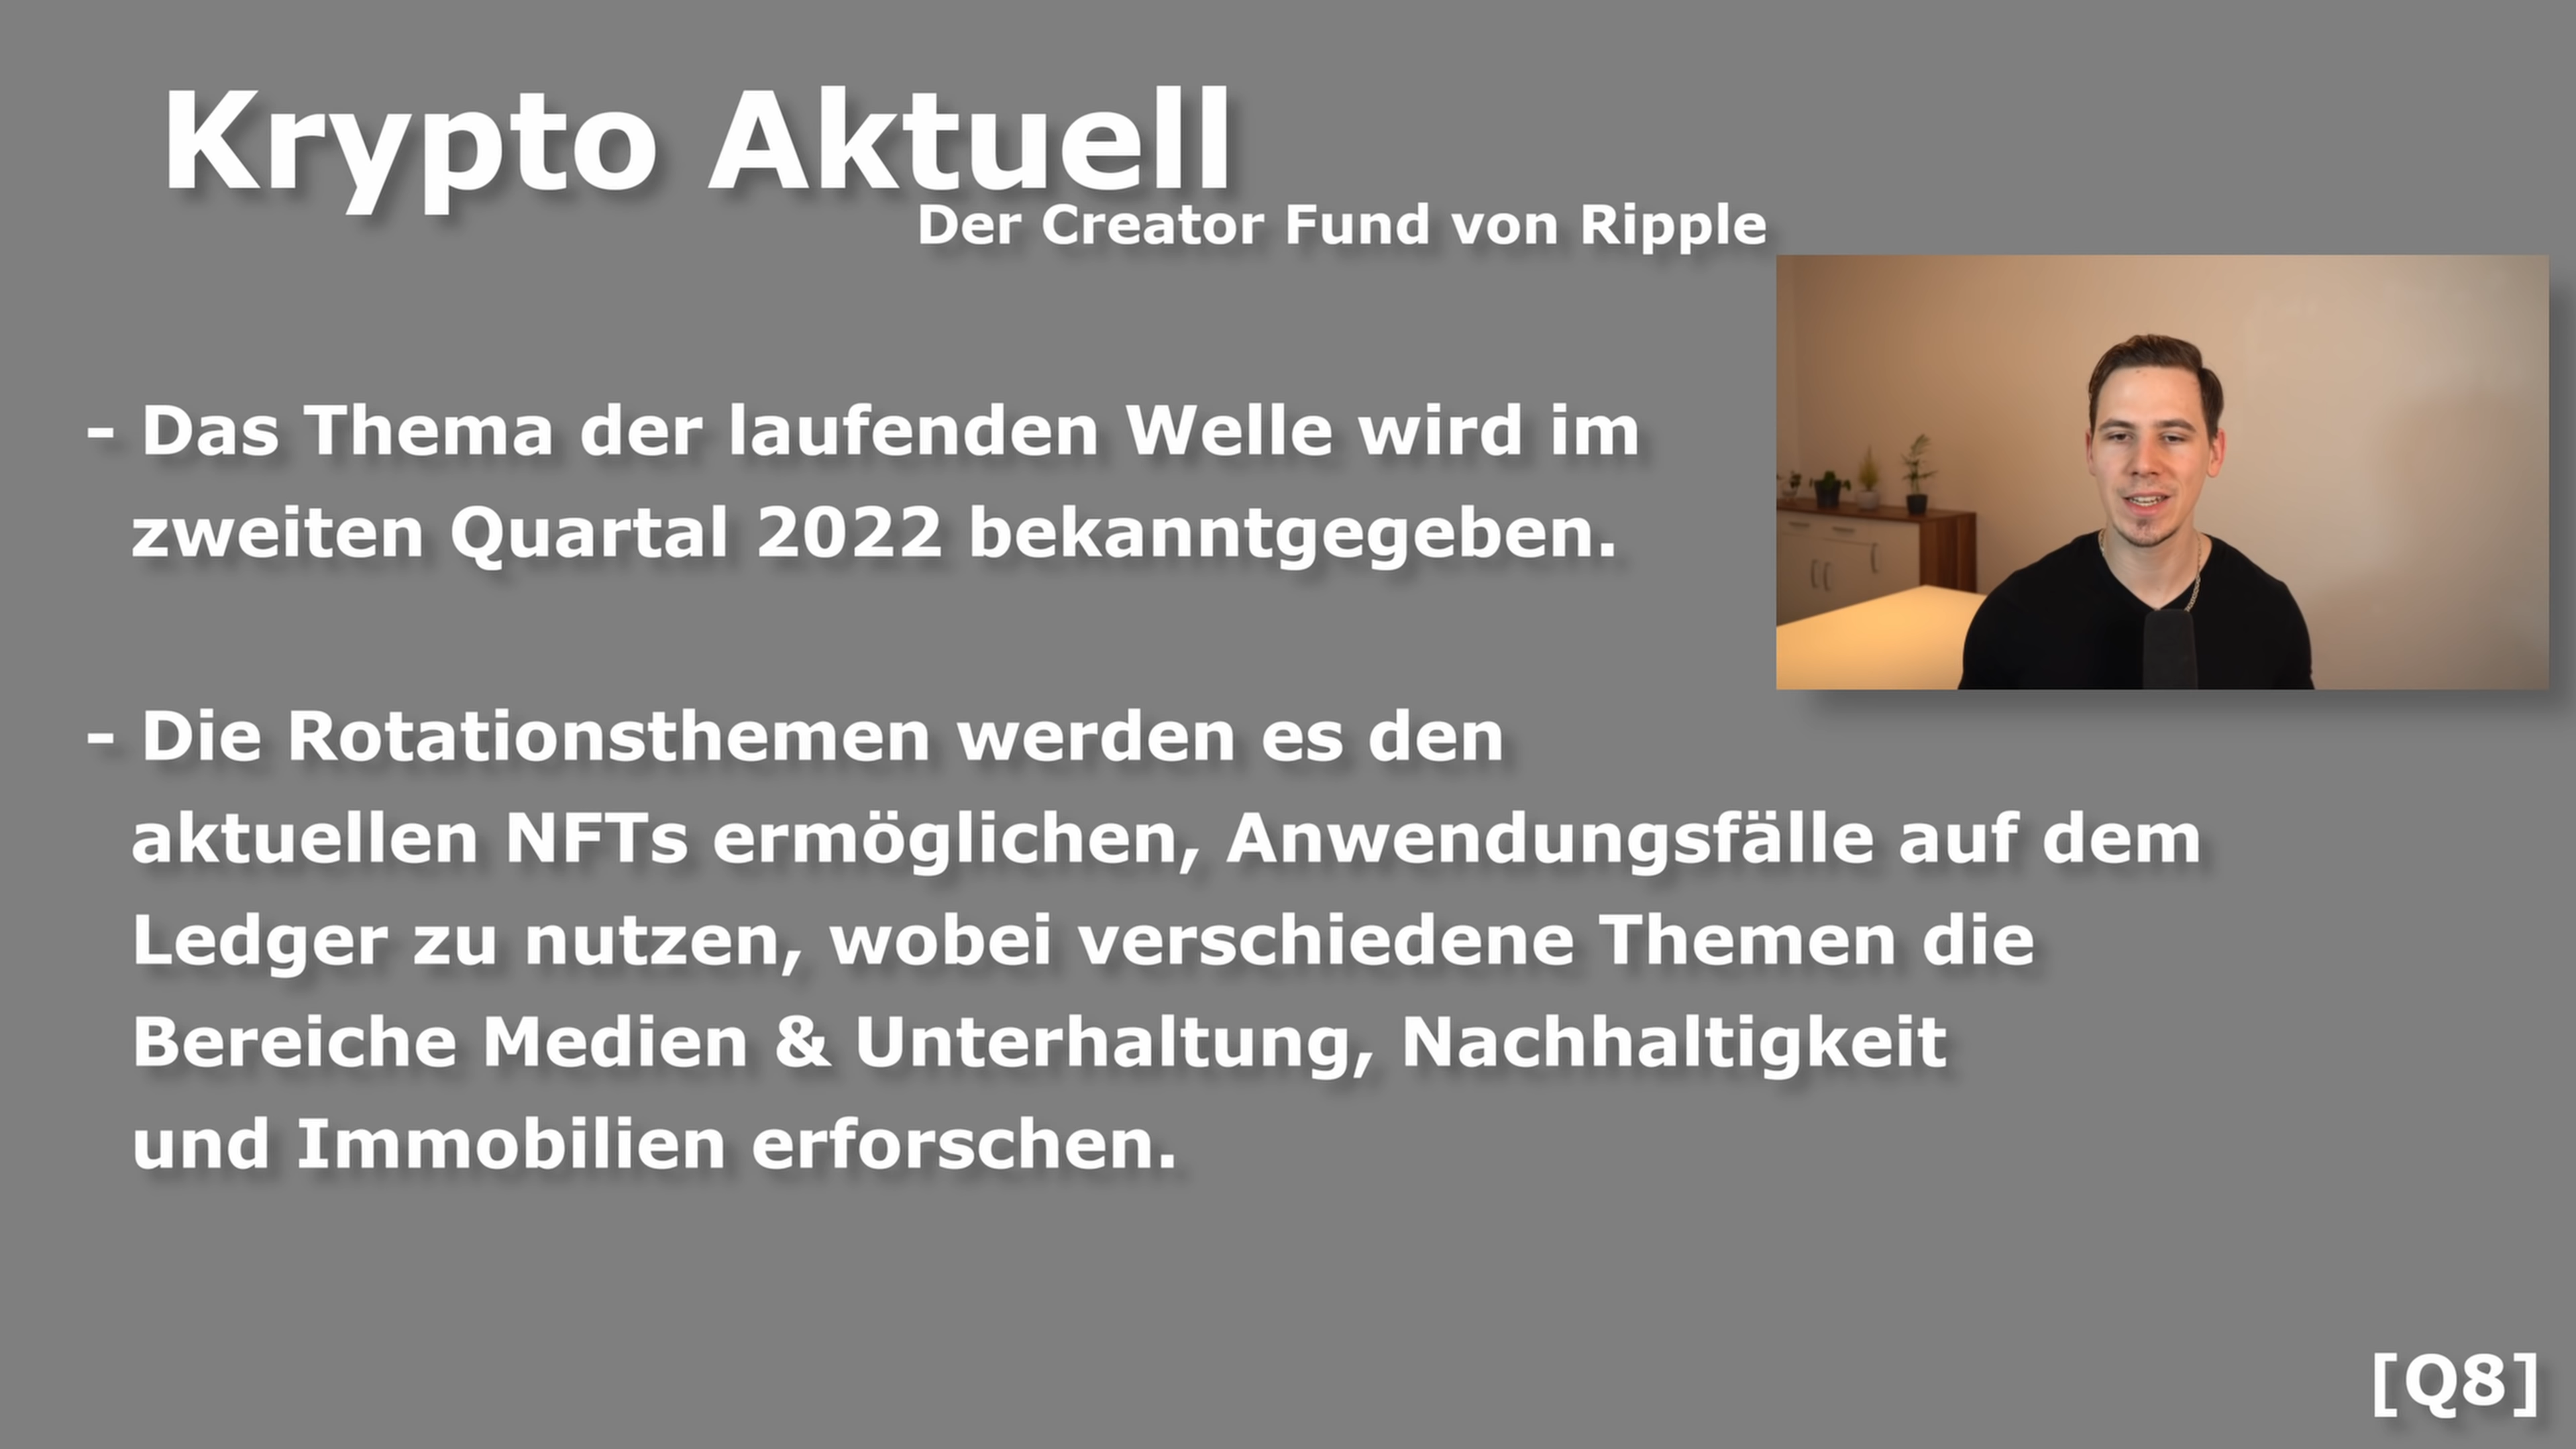 Krypto Aktuell
Der Creator Fund von Ripple
- Das Thema der laufenden Welle wird im
zweiten Quartal 2022 bekanntgegeben.
- Die Rotationsthemen werden es den
aktuellen NFTs ermöglichen, Anwendungsfälle auf dem
Ledger zu nutzen, wobei verschiedene Themen die
Bereiche Medien & Unterhaltung, Nachhaltigkeit
und Immobilien erforschen.
[Q8]